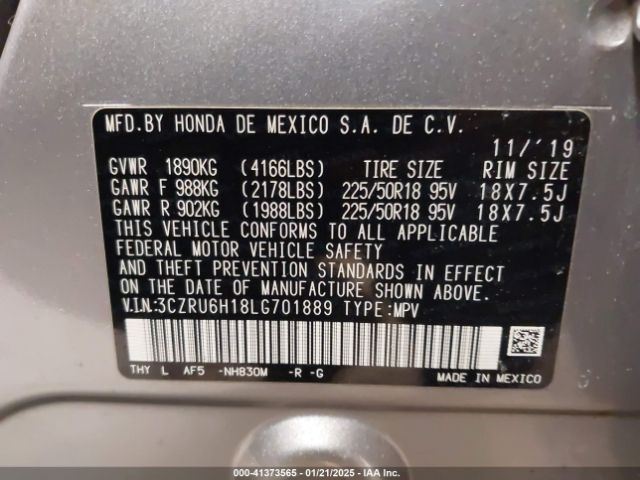 MFD.BY HONDA DE MEXICO S.A. DE C.V.
11/'19
GVWR 1890KG (4166LBS) TIRE SIZE RIM SIZE
GAWR F 988KG (2178LBS) 225/50R18 95V 18X7.5J
GAWR R 902KG (1988LBS) 225/50R18 95V 18X7.5J
THIS VEHICLE CONFORMS TO ALL APPLICABLE
FEDERAL MOTOR VEHICLE SAFETY
AND THEFT PREVENTION STANDARDS IN EFFECT
ON THE DATE OF MANUFACTURE SHOWN ABOVE.
V.I.N.:3CZRU6H18LG701889 TYPE:MPV
THY L AF5 -NH830M -R -G
MADE IN MEXICO
000-41373565 - 01/21/2025 - IAA Inc.